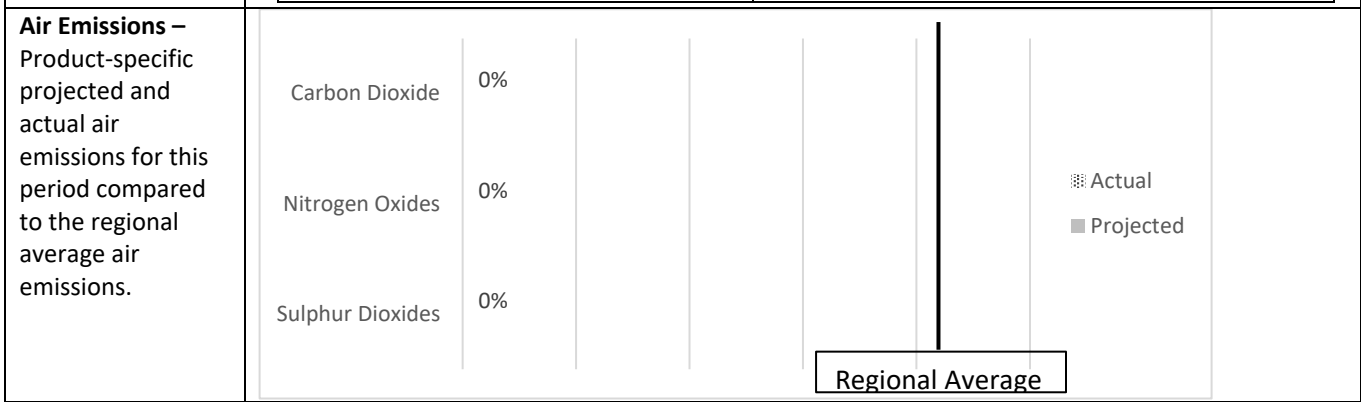 Air Emissions –
Product-specific
projected and
actual air
emissions for this
period compared
to the regional
average air
emissions.
Carbon Dioxide
0%
Nitrogen Oxides
0%
Sulphur Dioxides
0%
Actual
Projected
Regional Average